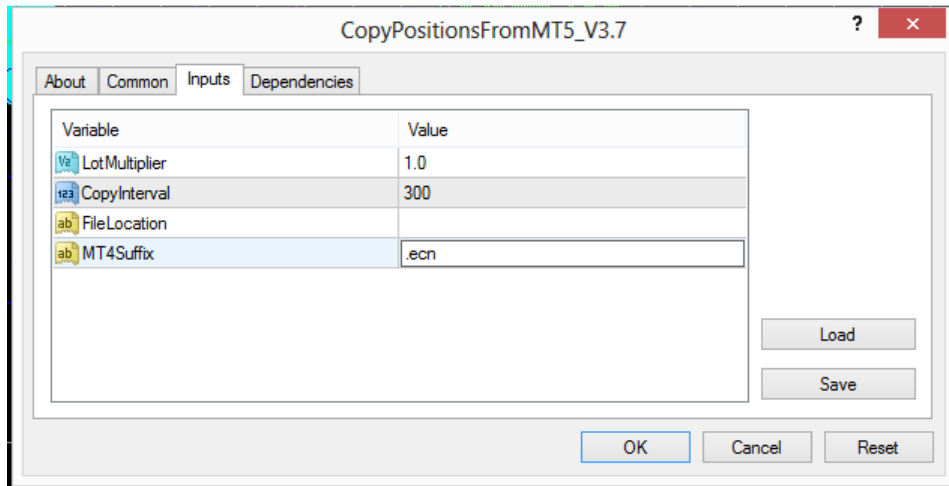 CopyPositionsFromMT5_V3.7
? ×
About Common Inputs Dependencies
Variable Value
LotMultiplier 1.0
CopyInterval 300
FileLocation
MT4Suffix .ecn
Load
Save
OK Cancel Reset